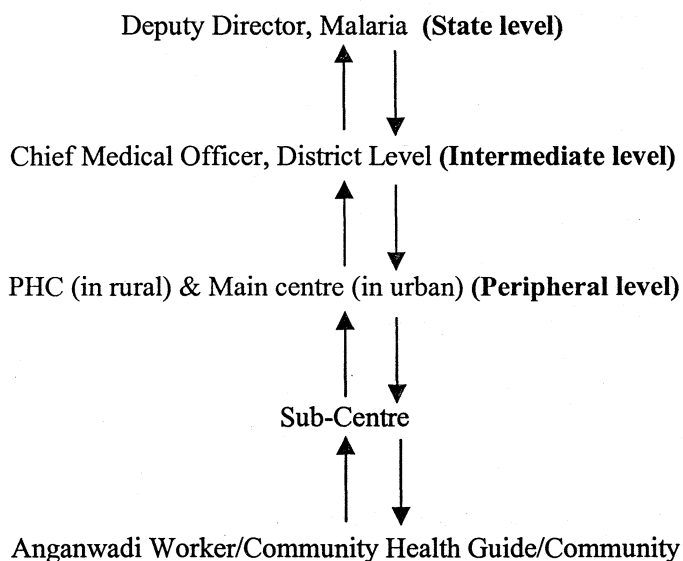 Deputy Director, Malaria (State level)
Chief Medical Officer, District Level (Intermediate level)
PHC (in rural) & Main centre (in urban) (Peripheral level)
Sub-Centre
Anganwadi Worker/Community Health Guide/Community